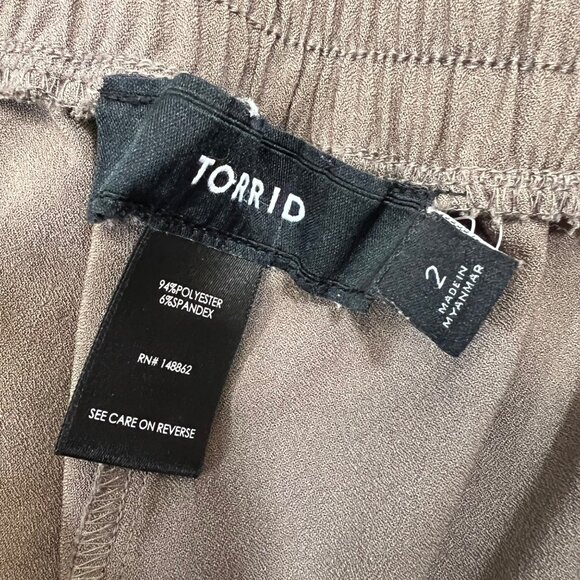 TORRID
94%POLYESTER
6%SPANDEX
RN# 148862
SEE CARE ON REVERSE
2
MADE IN
MYANMAR